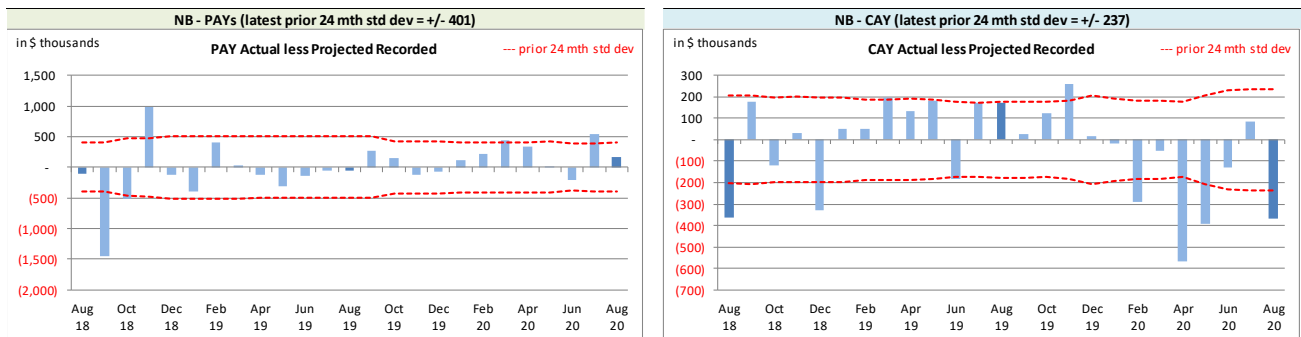 NB - PAYs (latest prior 24 mth std dev = +/- 401)
in $ thousands
PAY Actual less Projected Recorded
--- prior 24 mth std dev
1,500
1,000
500
-
(500)
(1,000)
(1,500)
(2,000)
Aug Oct Dec Feb Apr Jun Aug Oct Dec Feb Apr Jun Aug
18 18 18 19 19 19 19 19 19 20 20 20 20
NB - CAY (latest prior 24 mth std dev = +/- 237)
in $ thousands
CAY Actual less Projected Recorded
--- prior 24 mth std dev
300
200
100
-
(100)
(200)
(300)
(400)
(500)
(600)
(700)
Aug Oct Dec Feb Apr Jun Aug Oct Dec Feb Apr Jun Aug
18 18 18 19 19 19 19 19 19 20 20 20 20